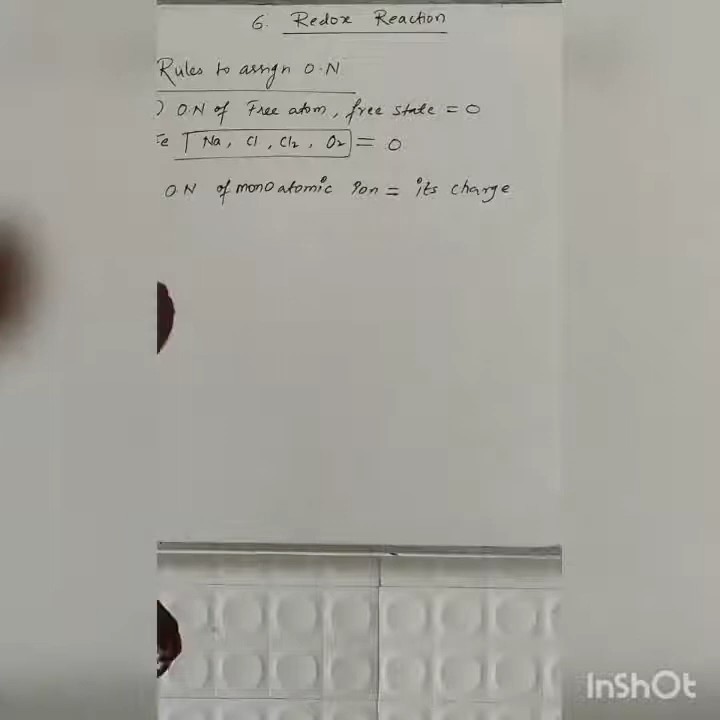 6. Redox Reaction
Rules to assign O.N
) O.N of Free atom, free state = 0
Na, Cl, Cl2, O2 = 0
O N of monoatomic ion = its charge
InShOt